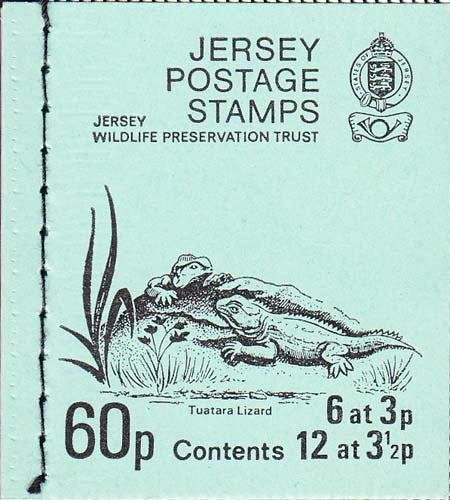 JERSEY
POSTAGE
STAMPS
JERSEY
WILDLIFE PRESERVATION TRUST
STATES OF JERSEY
Tuatara Lizard
60p Contents 6 at 3p
12 at 3½p